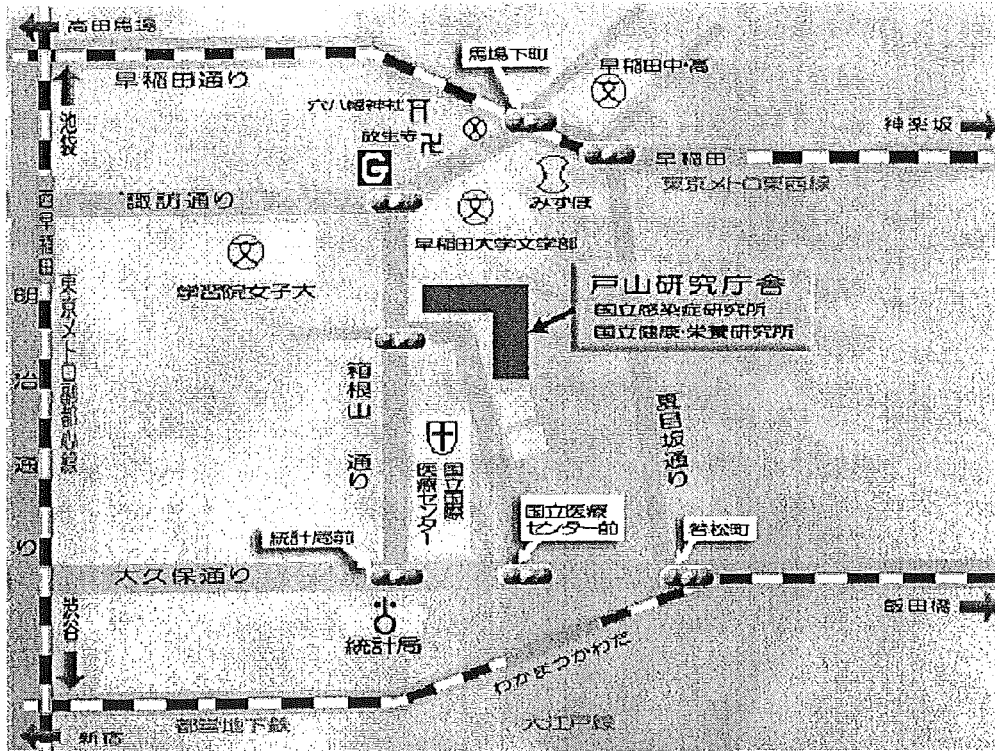 高田馬場
早稲田通り
馬場下町
早稲田中・高
文
池袋
穴八幡神社
文
放生寺
神楽坂
早稲田
東京メトロ東西線
G
みずほ
諏訪通り
文
早稲田大学文学部
西早稲田
文
学習院女子大
戸山研究庁舎
国立感染症研究所
国立健康・栄養研究所
明治通り
東京メトロ副都心線
箱根山通り
国立国際
医療センター
夏目坂通り
国立医療
センター前
若松町
統計局前
大久保通り
飯田橋
渋谷
統計局
わかまつかわだ
都営地下鉄
大江戸線
新宿